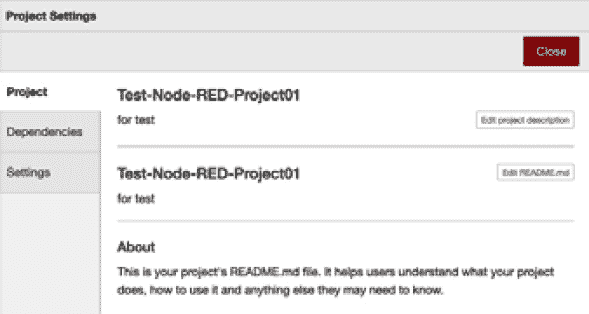 Project Settings
Close
Project
Dependencies
Settings
Test-Node-RED-Project01
for test
Edit project description
Test-Node-RED-Project01
Edit README.md
for test
About
This is your project's README.md file. It helps users understand what your project
does, how to use it and anything else they may need to know.